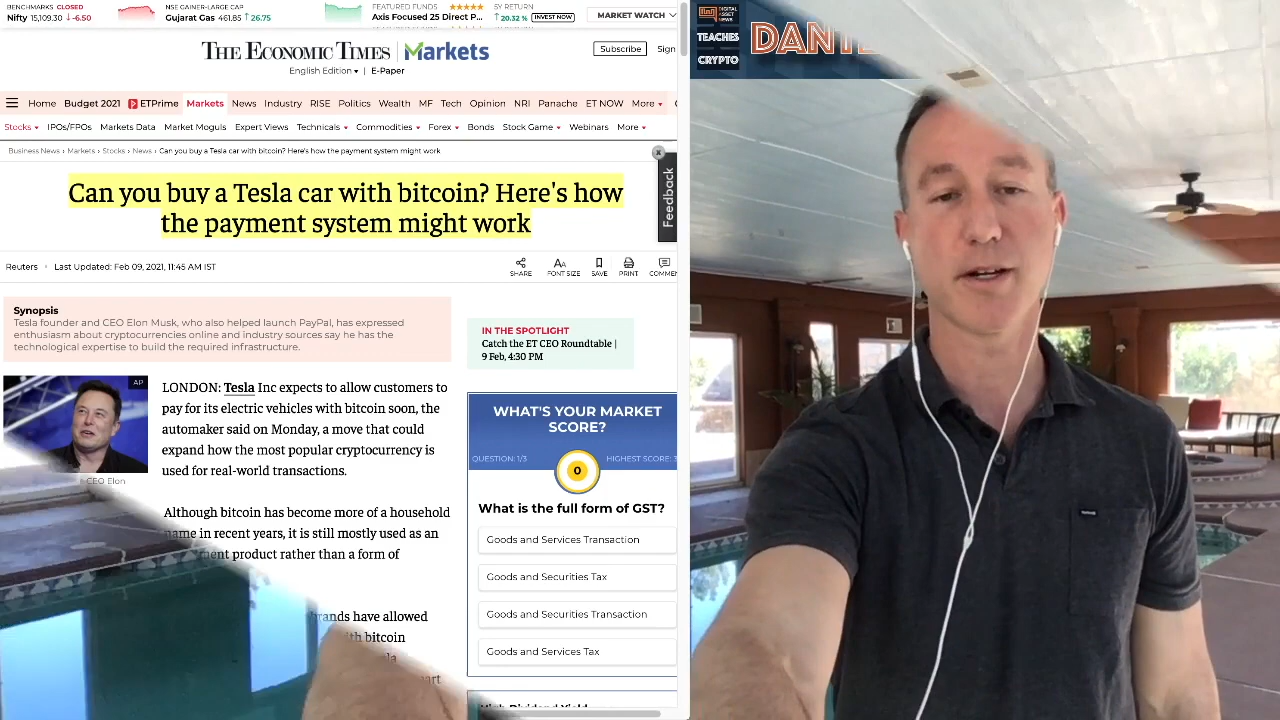 BENCHMARKS CLOSED
Nifty 15,109.30 ↓ -6.50
NSE GAINER-LARGE CAP
Gujarat Gas 461.85 ↑ 26.75
FEATURED FUNDS ★★★★★
Axis Focused 25 Direct P...
BY RETURN
↑ 20.32 % INVEST NOW
MARKET WATCH
THE ECONOMIC TIMES | Markets
Subscribe Sign
English Edition ▾ | E-Paper
Home Budget 2021 ETPrime Markets News Industry RISE Politics Wealth MF Tech Opinion NRI Panache ET NOW More
Stocks IPOs/FPOs Markets Data Market Moguls Expert Views Technicals Commodities Forex Bonds Stock Game Webinars More
Business News › Markets › Stocks › News › Can you buy a Tesla car with bitcoin? Here's how the payment system might work
x
Feedback
Can you buy a Tesla car with bitcoin? Here's how
the payment system might work
Reuters • Last Updated: Feb 09, 2021, 11:45 AM IST
SHARE FONT SIZE SAVE PRINT
Synopsis
Tesla founder and CEO Elon Musk, who also helped launch PayPal, has expressed
enthusiasm about cryptocurrencies online and industry sources say he has the
technological expertise to build the required infrastructure.
AP
CEO Elon
LONDON: Tesla Inc expects to allow customers to
pay for its electric vehicles with bitcoin soon, the
automaker said on Monday, a move that could
expand how the most popular cryptocurrency is
used for real-world transactions.
Although bitcoin has become more of a household
name in recent years, it is still mostly used as an
product rather than a form of
have allowed
bitcoin
IN THE SPOTLIGHT
Catch the ET CEO Roundtable |
9 Feb, 4:30 PM
WHAT'S YOUR MARKET
SCORE?
QUESTION: 1/3 HIGHEST SCORE:
0
What is the full form of GST?
Goods and Services Transaction
Goods and Securities Tax
Goods and Securities Transaction
Goods and Services Tax
High Dividend Yield
DIGITAL
ASSET
NEWS
TEACHES
CRYPTO